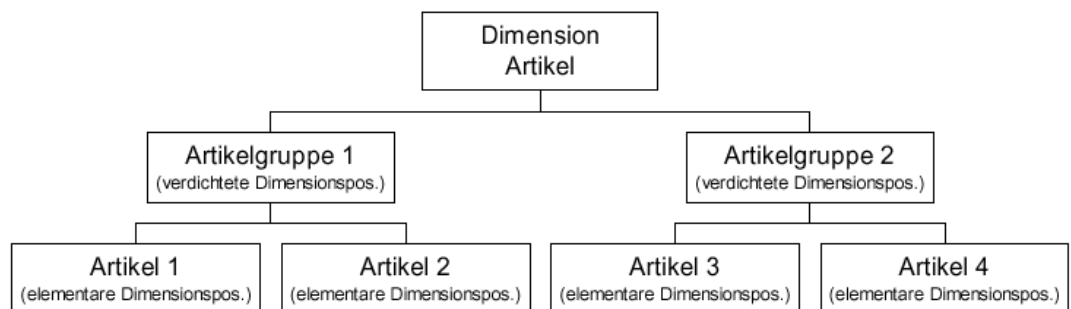 Dimension
Artikel
Artikelgruppe 1
(verdichtete Dimensionspos.)
Artikelgruppe 2
(verdichtete Dimensionspos.)
Artikel 1
(elementare Dimensionspos.)
Artikel 2
(elementare Dimensionspos.)
Artikel 3
(elementare Dimensionspos.)
Artikel 4
(elementare Dimensionspos.)